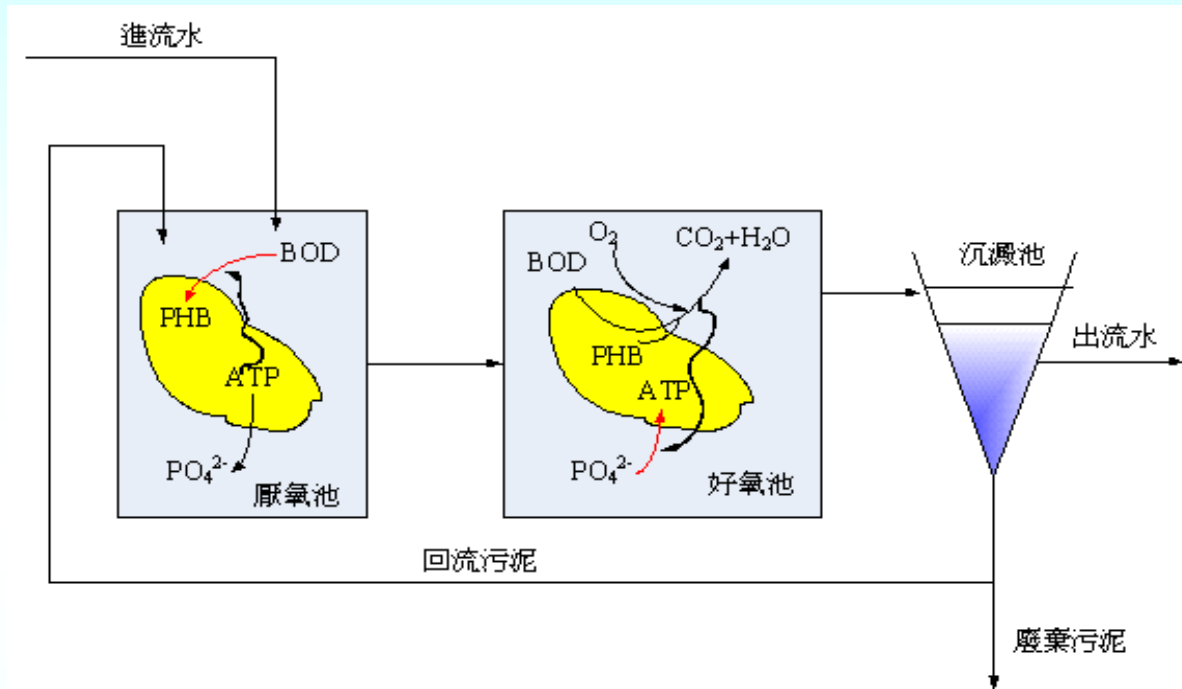 進流水
BOD
PHB
ATP
PO₄²⁻
厭氧池
O₂
CO₂+H₂O
BOD
PHB
ATP
PO₄²⁻
好氧池
沉澱池
出流水
回流污泥
廢棄污泥